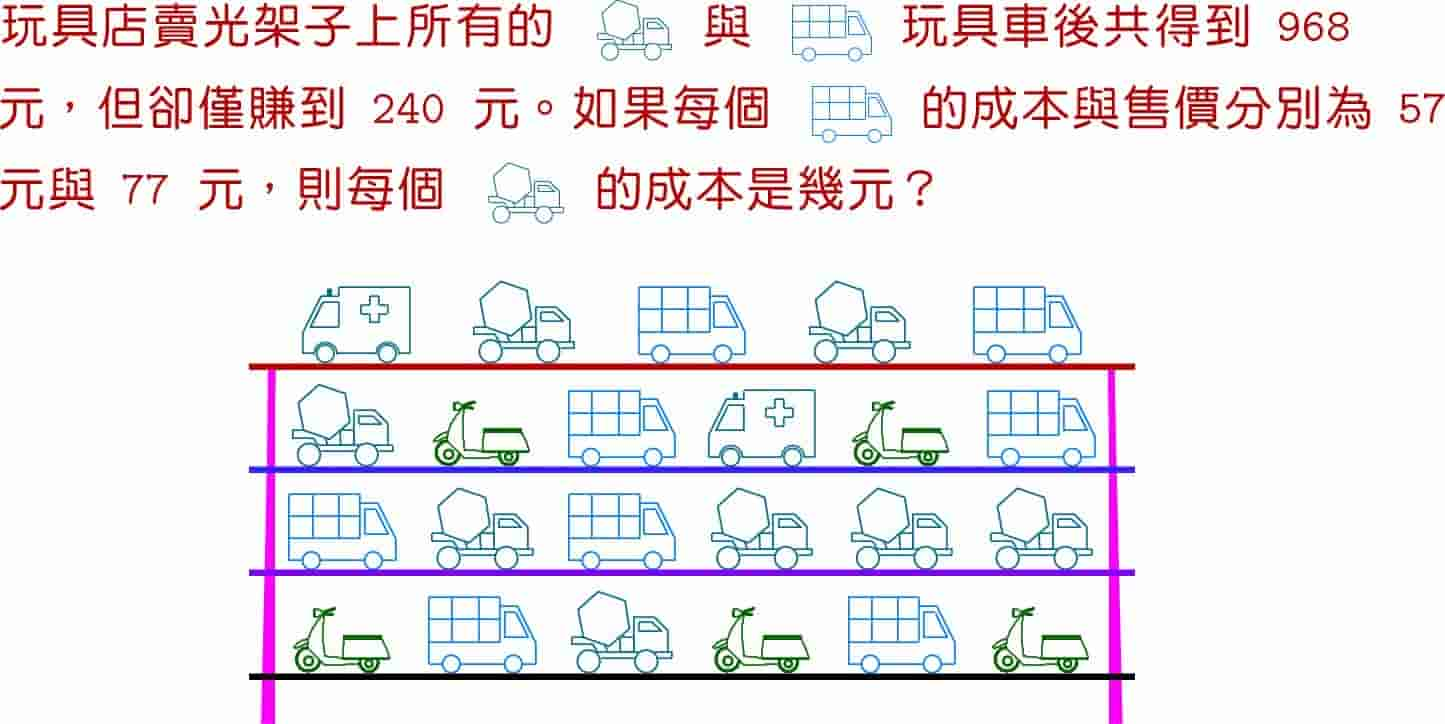 玩具店賣光架子上所有的 與 玩具車後共得到 968
元，但卻僅賺到 240 元。如果每個 的成本與售價分別為 57
元與 77 元，則每個 的成本是幾元？